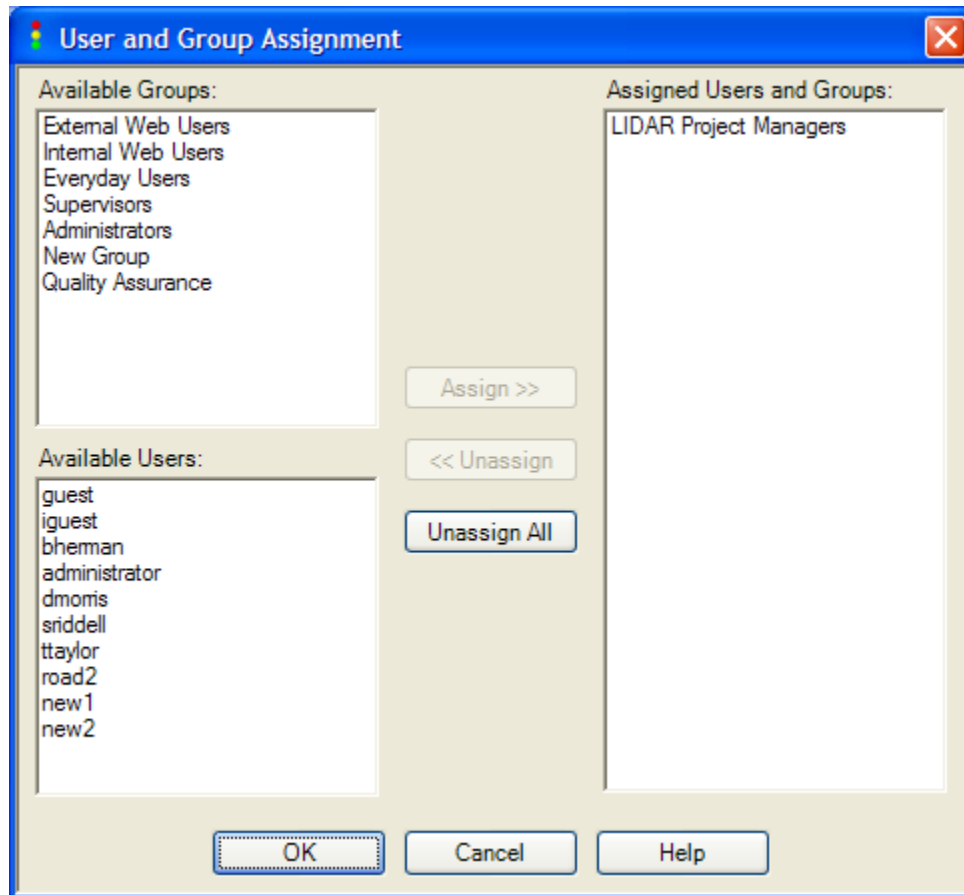 User and Group Assignment
Available Groups:
External Web Users
Internal Web Users
Everyday Users
Supervisors
Administrators
New Group
Quality Assurance
Available Users:
guest
iguest
bherman
administrator
dmorris
sriddell
ttaylor
road2
new1
new2
Assign >>
<< Unassign
Unassign All
Assigned Users and Groups:
LIDAR Project Managers
OK
Cancel
Help